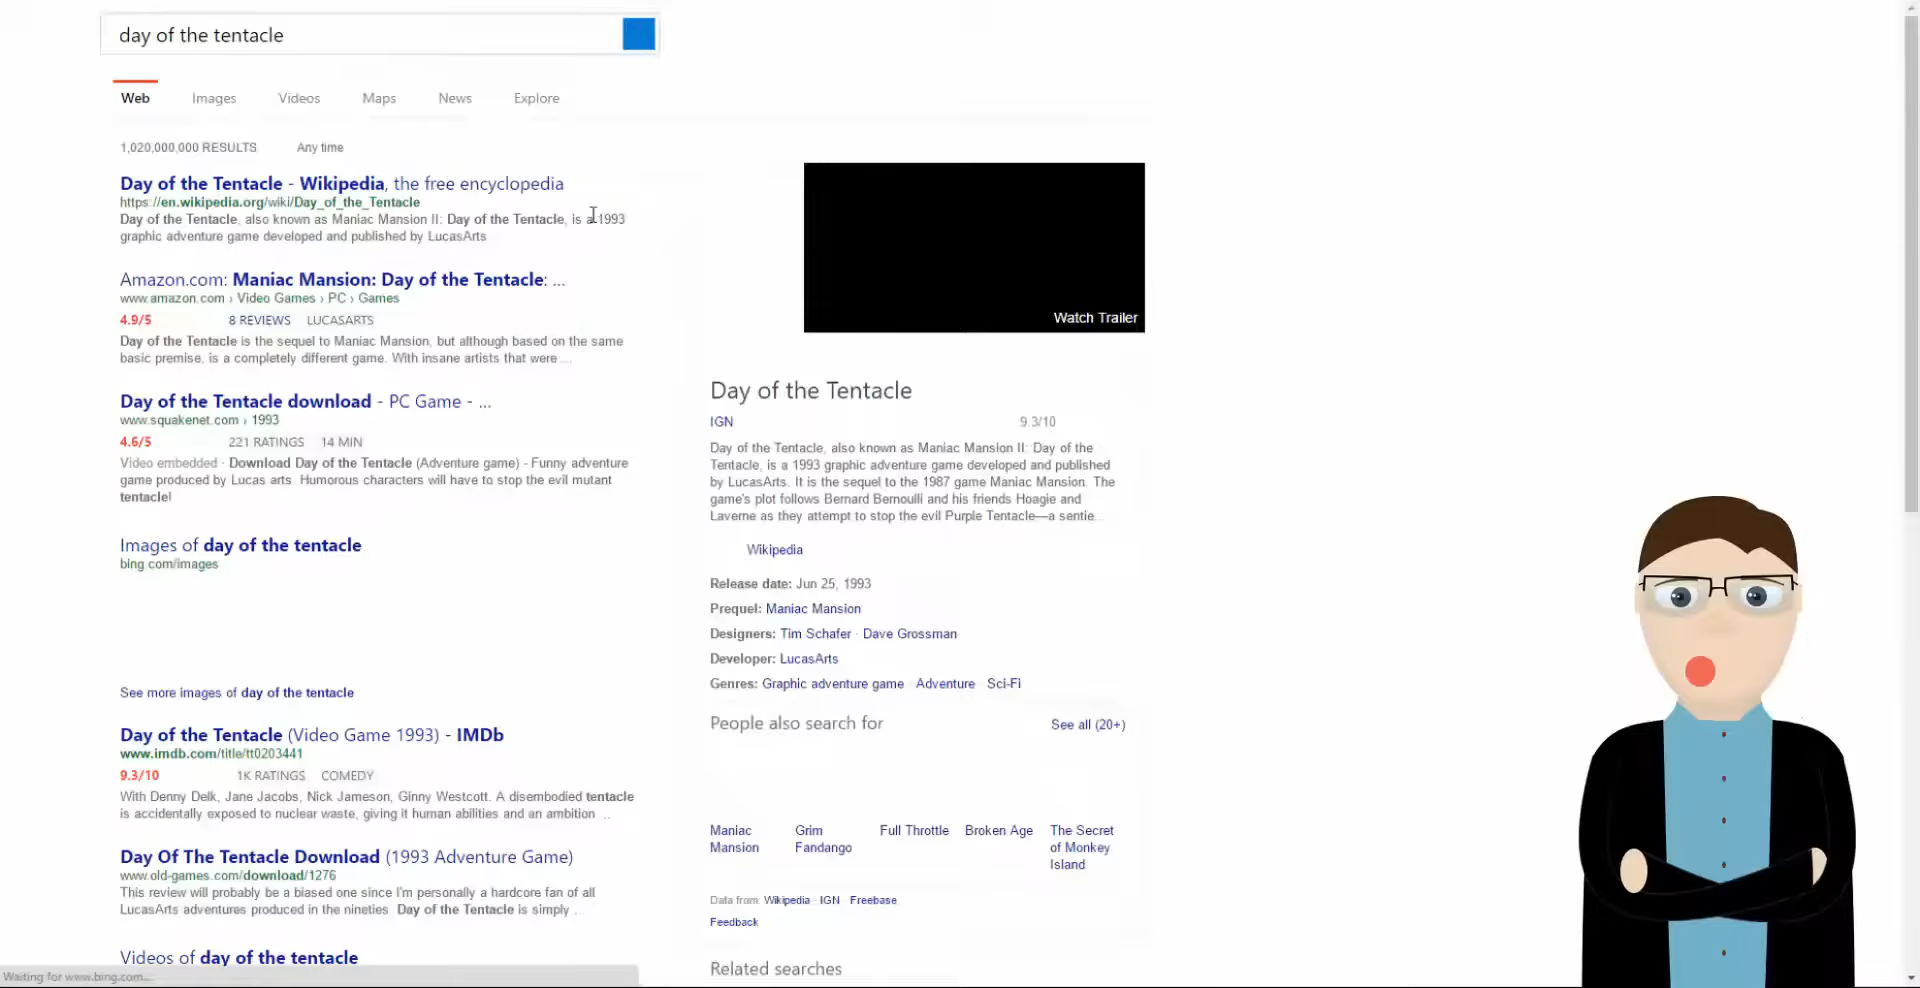 day of the tentacle
Web Images Videos Maps News Explore
1,020,000,000 RESULTS Any time
Day of the Tentacle - Wikipedia, the free encyclopedia
https://en.wikipedia.org/wiki/Day_of_the_Tentacle
Day of the Tentacle, also known as Maniac Mansion II: Day of the Tentacle, is a 1993
graphic adventure game developed and published by LucasArts
Amazon.com: Maniac Mansion: Day of the Tentacle: ...
www.amazon.com › Video Games › PC › Games
4.9/5 8 REVIEWS LUCASARTS
Day of the Tentacle is the sequel to Maniac Mansion, but although based on the same
basic premise, is a completely different game. With insane artists that were ...
Day of the Tentacle download - PC Game - ...
www.squakenet.com › 1993
4.6/5 221 RATINGS 14 MIN
Video embedded · Download Day of the Tentacle (Adventure game) - Funny adventure
game produced by Lucas arts Humorous characters will have to stop the evil mutant
tentacle!
Images of day of the tentacle
bing com/images
See more images of day of the tentacle
Day of the Tentacle (Video Game 1993) - IMDb
www.imdb.com/title/tt0203441
9.3/10 1K RATINGS COMEDY
With Denny Delk, Jane Jacobs, Nick Jameson, Ginny Westcott. A disembodied tentacle
is accidentally exposed to nuclear waste, giving it human abilities and an ambition ...
Day Of The Tentacle Download (1993 Adventure Game)
www.old-games.com/download/1276
This review will probably be a biased one since I'm personally a hardcore fan of all
LucasArts adventures produced in the nineties Day of the Tentacle is simply ...
Videos of day of the tentacle
Waiting for www.bing.com...
Watch Trailer
Day of the Tentacle
IGN 9.3/10
Day of the Tentacle, also known as Maniac Mansion II: Day of the
Tentacle, is a 1993 graphic adventure game developed and published
by LucasArts. It is the sequel to the 1987 game Maniac Mansion. The
game's plot follows Bernard Bernoulli and his friends Hoagie and
Laverne as they attempt to stop the evil Purple Tentacle—a sentie...
Wikipedia
Release date: Jun 25, 1993
Prequel: Maniac Mansion
Designers: Tim Schafer · Dave Grossman
Developer: LucasArts
Genres: Graphic adventure game · Adventure · Sci-Fi
People also search for See all (20+)
Maniac
Mansion
Grim
Fandango
Full Throttle
Broken Age
The Secret
of Monkey
Island
Data from: Wikipedia · IGN · Freebase
Feedback
Related searches